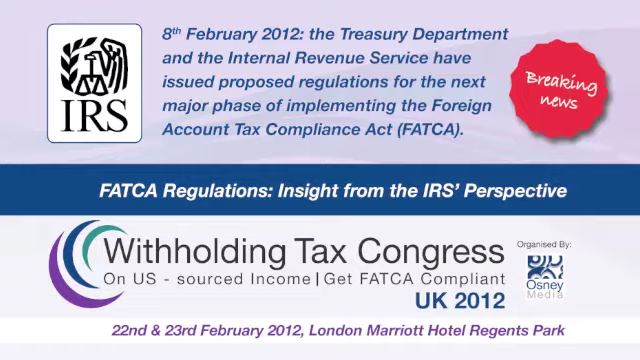 IRS
8th February 2012: the Treasury Department
and the Internal Revenue Service have
issued proposed regulations for the next
major phase of implementing the Foreign
Account Tax Compliance Act (FATCA).
Breaking
news
FATCA Regulations: Insight from the IRS' Perspective
Withholding Tax Congress
On US - sourced Income | Get FATCA Compliant
UK 2012
Organised By:
Osney
Media
22nd & 23rd February 2012, London Marriott Hotel Regents Park